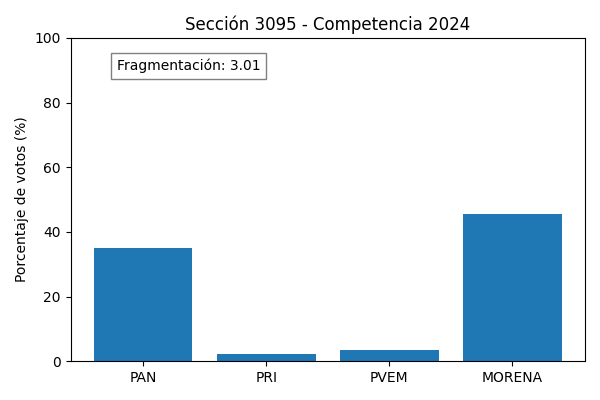 Sección 3095 - Competencia 2024
Fragmentación: 3.01
Porcentaje de votos (%)
100
80
60
40
20
0
PAN PRI PVEM MORENA